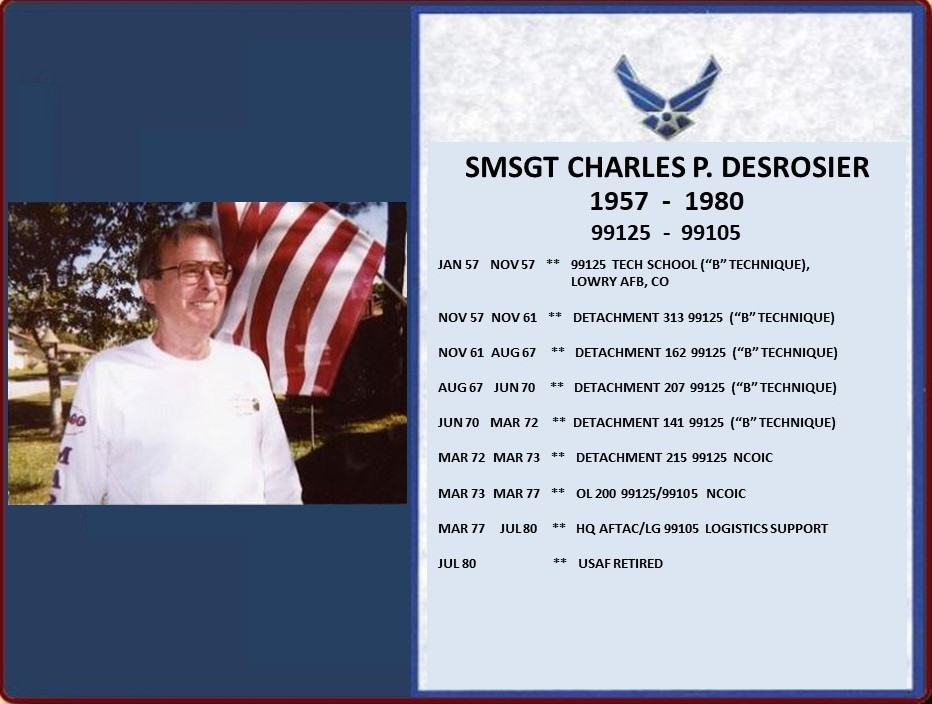 SMSGT CHARLES P. DESROSIER
1957 - 1980
99125 - 99105
JAN 57 NOV 57 ** 99125 TECH SCHOOL (“B” TECHNIQUE),
LOWRY AFB, CO
NOV 57 NOV 61 ** DETACHMENT 313 99125 (“B” TECHNIQUE)
NOV 61 AUG 67 ** DETACHMENT 162 99125 (“B” TECHNIQUE)
AUG 67 JUN 70 ** DETACHMENT 207 99125 (“B” TECHNIQUE)
JUN 70 MAR 72 ** DETACHMENT 141 99125 (“B” TECHNIQUE)
MAR 72 MAR 73 ** DETACHMENT 215 99125 NCOIC
MAR 73 MAR 77 ** OL 200 99125/99105 NCOIC
MAR 77 JUL 80 ** HQ AFTAC/LG 99105 LOGISTICS SUPPORT
JUL 80 ** USAF RETIRED